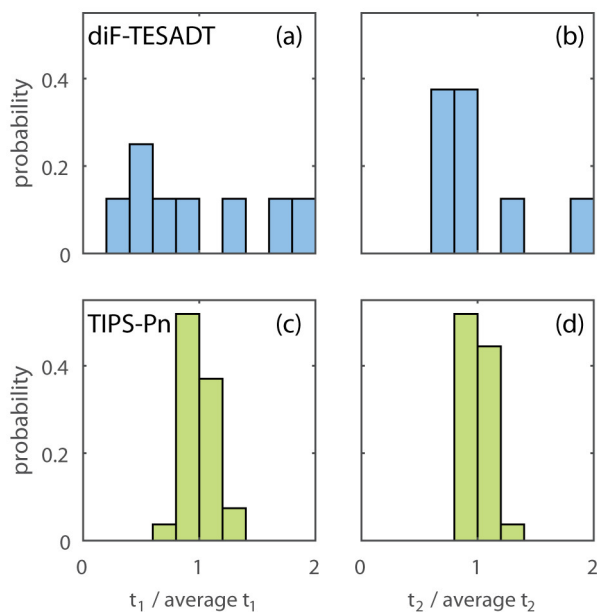 diF-TESADT (a) (b)
probability
0.4
0.2
0
TIPS-Pn (c) (d)
probability
0.4
0.2
0
0 1 2 0 1 2
t₁ / average t₁ t₂ / average t₂